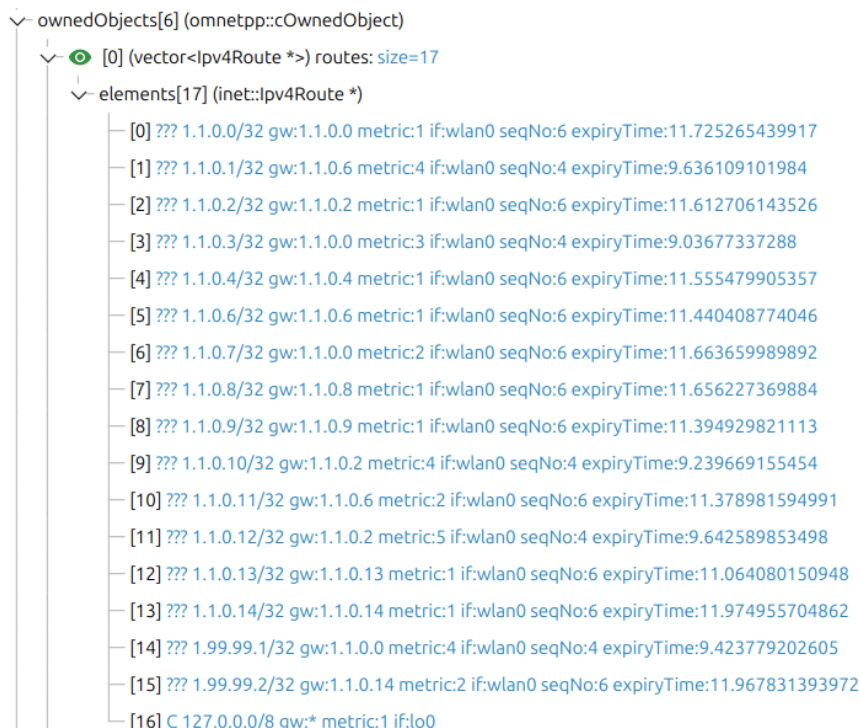 ownedObjects[6] (omnetpp::cOwnedObject)
[0] (vector<Ipv4Route *>) routes: size=17
elements[17] (inet::Ipv4Route *)
[0] ??? 1.1.0.0/32 gw:1.1.0.0 metric:1 if:wlan0 seqNo:6 expiryTime:11.725265439917
[1] ??? 1.1.0.1/32 gw:1.1.0.6 metric:4 if:wlan0 seqNo:4 expiryTime:9.636109101984
[2] ??? 1.1.0.2/32 gw:1.1.0.2 metric:1 if:wlan0 seqNo:6 expiryTime:11.612706143526
[3] ??? 1.1.0.3/32 gw:1.1.0.0 metric:3 if:wlan0 seqNo:4 expiryTime:9.03677337288
[4] ??? 1.1.0.4/32 gw:1.1.0.4 metric:1 if:wlan0 seqNo:6 expiryTime:11.555479905357
[5] ??? 1.1.0.6/32 gw:1.1.0.6 metric:1 if:wlan0 seqNo:6 expiryTime:11.440408774046
[6] ??? 1.1.0.7/32 gw:1.1.0.0 metric:2 if:wlan0 seqNo:6 expiryTime:11.663659989892
[7] ??? 1.1.0.8/32 gw:1.1.0.8 metric:1 if:wlan0 seqNo:6 expiryTime:11.656227369884
[8] ??? 1.1.0.9/32 gw:1.1.0.9 metric:1 if:wlan0 seqNo:6 expiryTime:11.394929821113
[9] ??? 1.1.0.10/32 gw:1.1.0.2 metric:4 if:wlan0 seqNo:4 expiryTime:9.239669155454
[10] ??? 1.1.0.11/32 gw:1.1.0.6 metric:2 if:wlan0 seqNo:6 expiryTime:11.378981594991
[11] ??? 1.1.0.12/32 gw:1.1.0.2 metric:5 if:wlan0 seqNo:4 expiryTime:9.642589853498
[12] ??? 1.1.0.13/32 gw:1.1.0.13 metric:1 if:wlan0 seqNo:6 expiryTime:11.064080150948
[13] ??? 1.1.0.14/32 gw:1.1.0.14 metric:1 if:wlan0 seqNo:6 expiryTime:11.974955704862
[14] ??? 1.99.99.1/32 gw:1.1.0.0 metric:4 if:wlan0 seqNo:4 expiryTime:9.423779202605
[15] ??? 1.99.99.2/32 gw:1.1.0.14 metric:2 if:wlan0 seqNo:6 expiryTime:11.967831393972
[16] C 127.0.0.0/8 gw:* metric:1 if:lo0